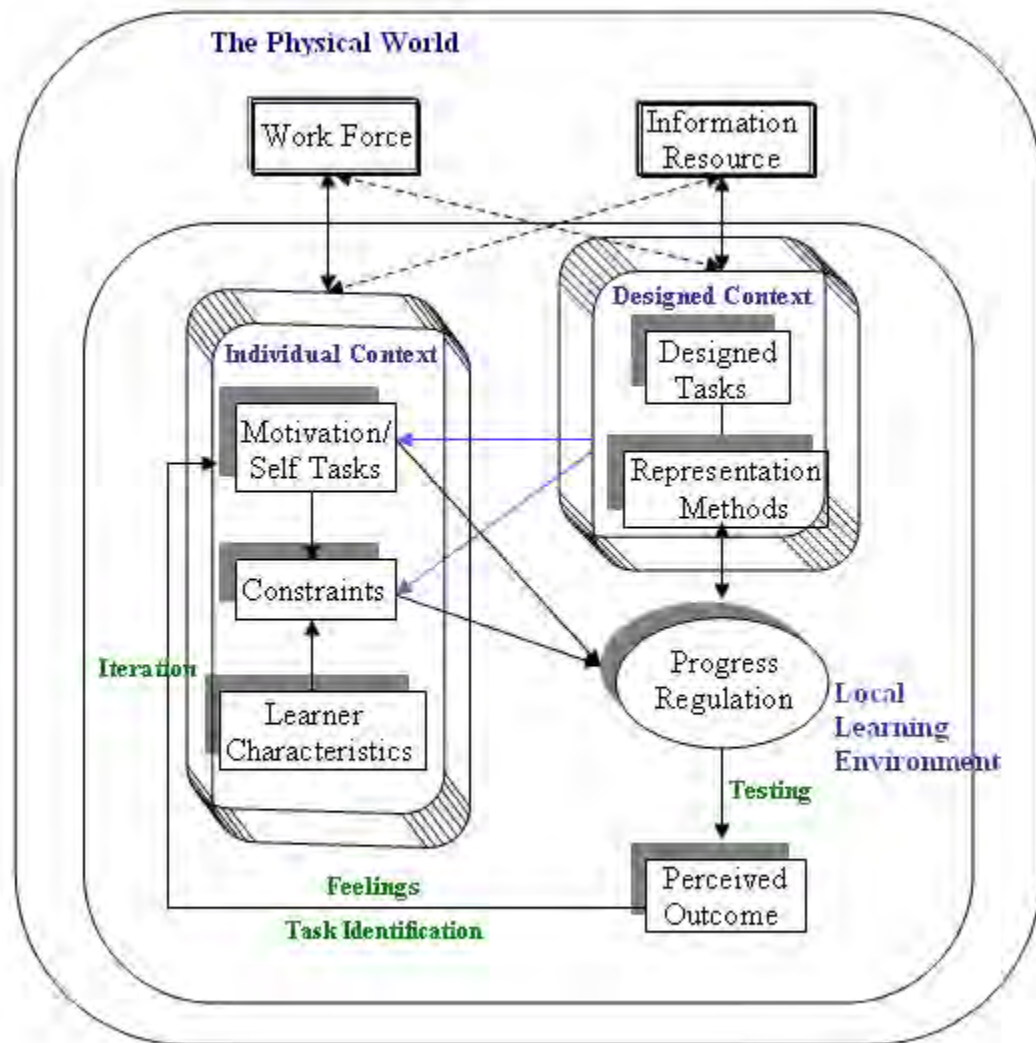 The Physical World
Work Force
Information
Resource
Designed Context
Designed
Tasks
Representation
Methods
Individual Context
Motivation/
Self Tasks
Constraints
Learner
Characteristics
Iteration
Progress
Regulation
Local
Learning
Environment
Testing
Perceived
Outcome
Feelings
Task Identification